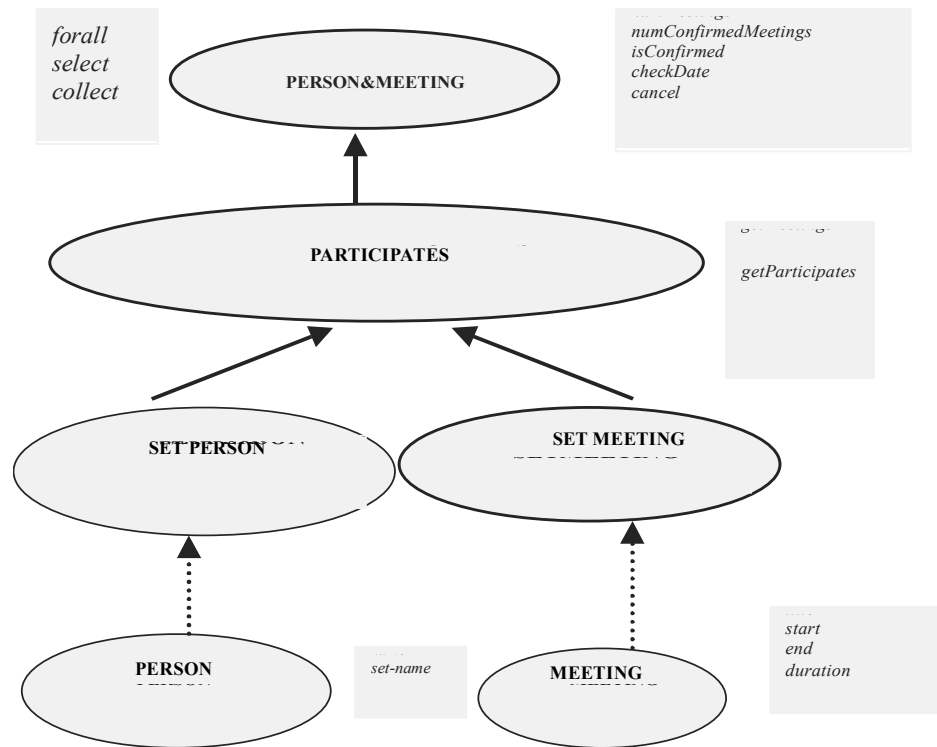 forall
select
collect
PERSON&MEETING
numConfirmedMeetings
isConfirmed
checkDate
cancel
PARTICIPATES
getParticipates
SET PERSON
SET MEETING
PERSON
set-name
MEETING
start
end
duration